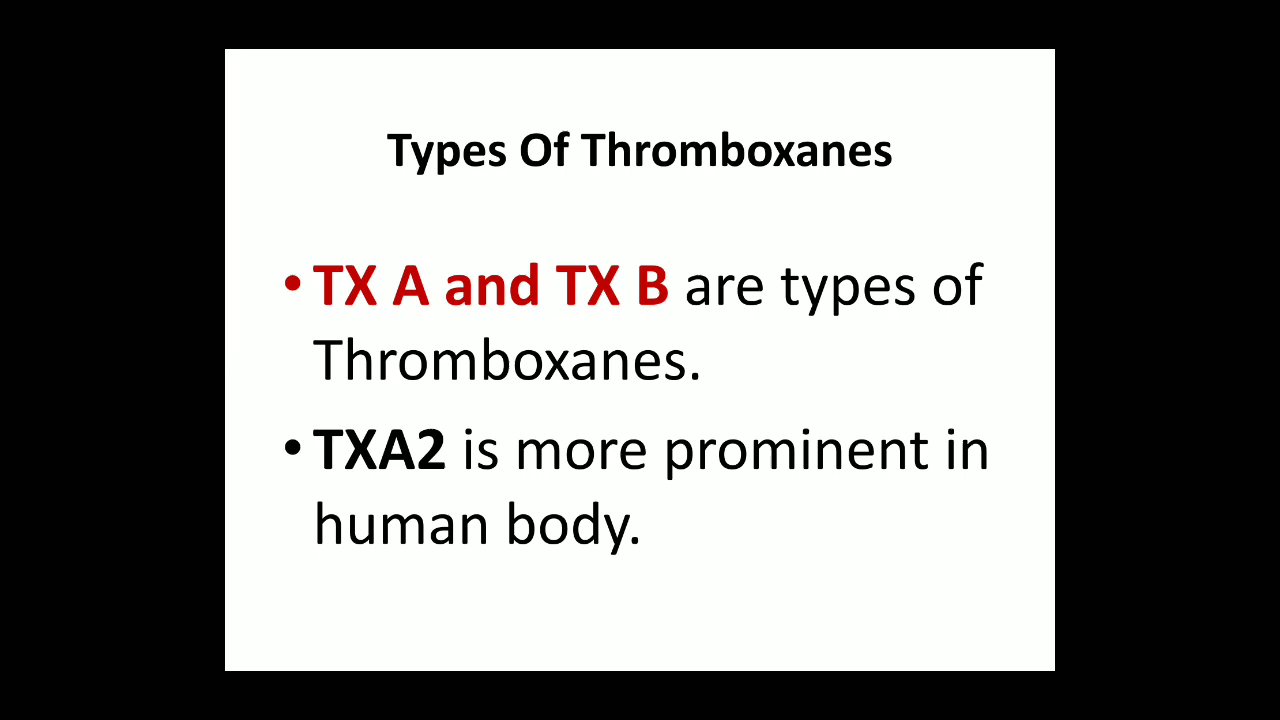 Types Of Thromboxanes
• TX A and TX B are types of
Thromboxanes.
• TXA2 is more prominent in
human body.